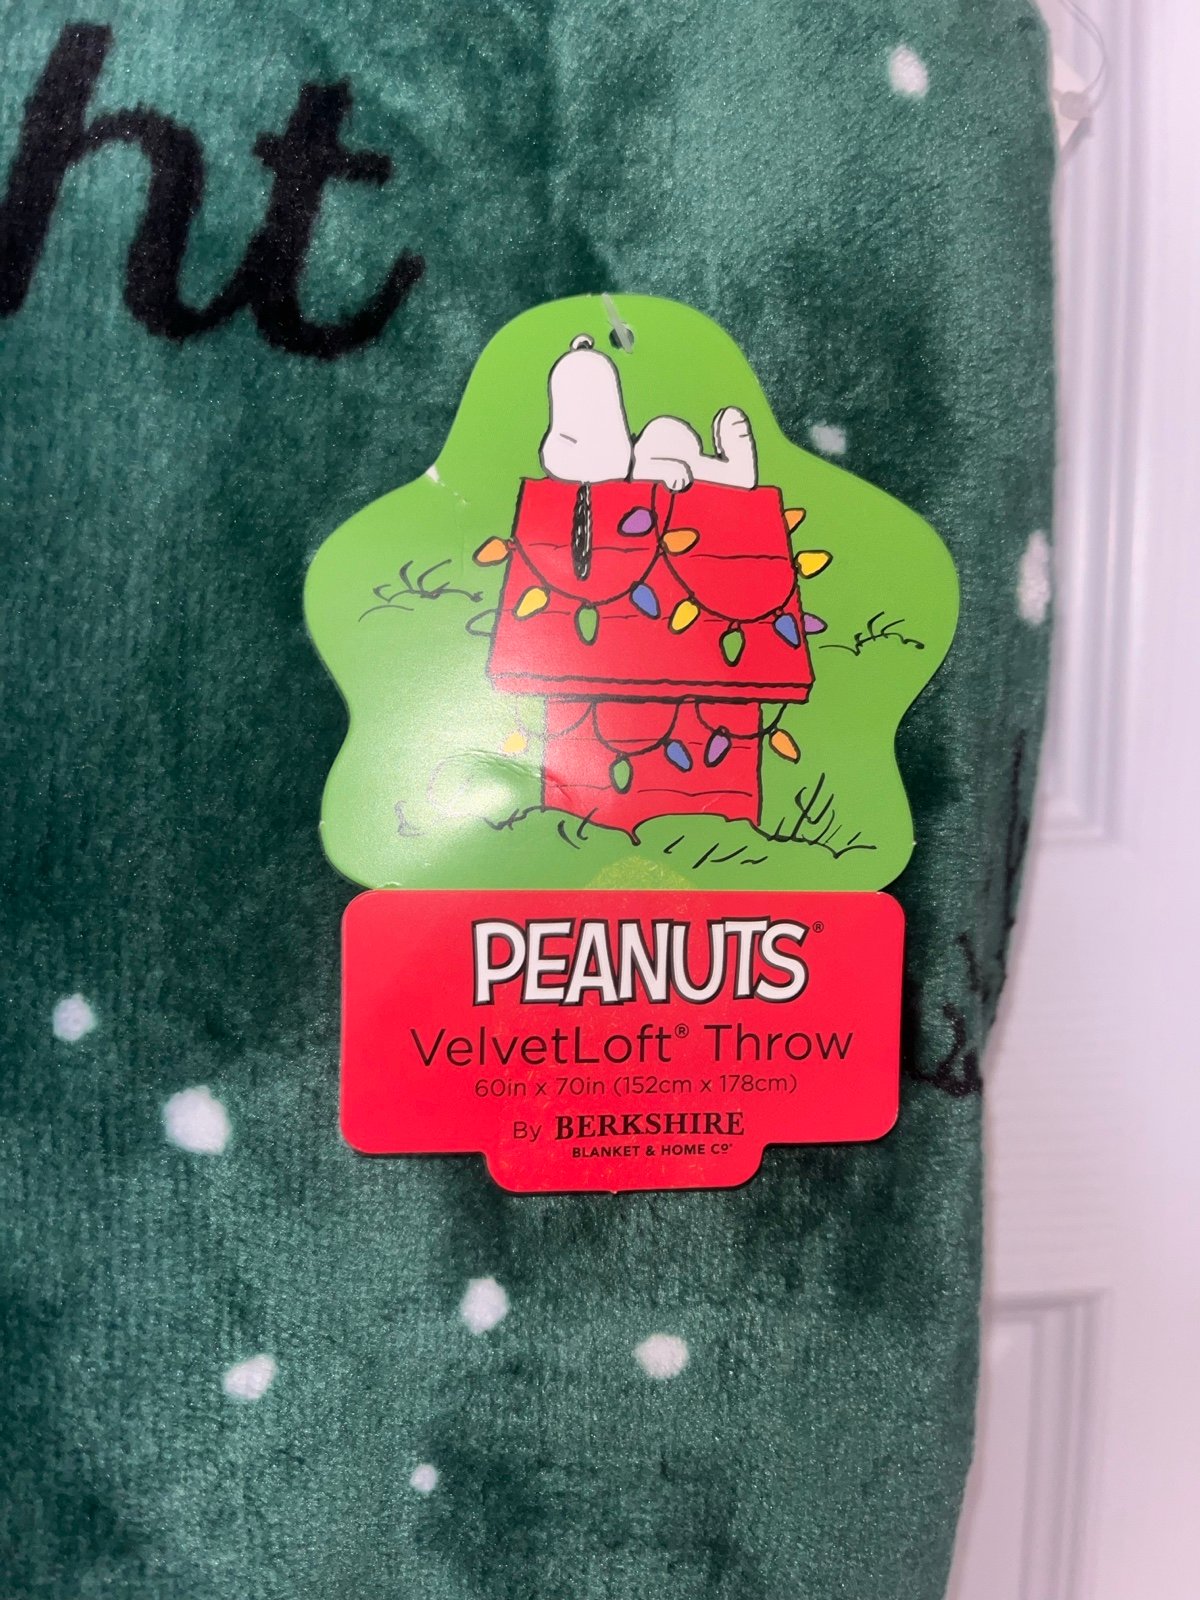 ht
PEANUTS®
VelvetLoft® Throw
60in x 70in (152cm x 178cm)
By BERKSHIRE
BLANKET & HOME Cº